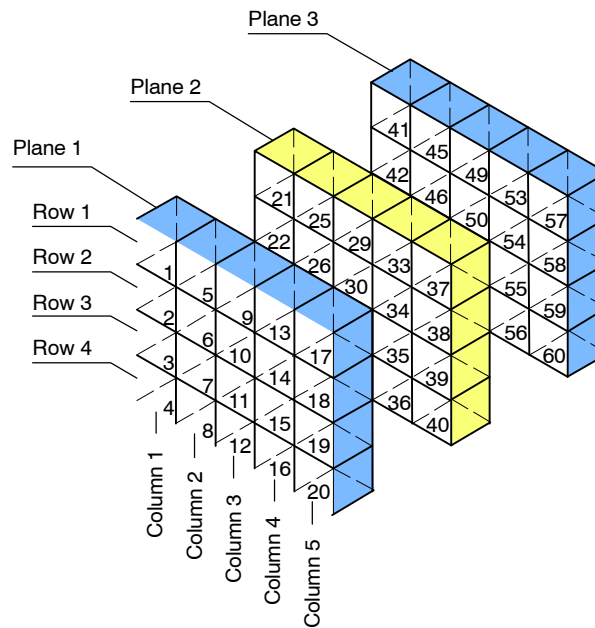 Plane 3
Plane 2
Plane 1
Row 1
Row 2
Row 3
Row 4
1 5 9 13 17
2 6 10 14 18
3 7 11 15 19
4 8 12 16 20
21 25 29 33 37
22 26 30 34 38
35 39
36 40
41 45 49 53 57
42 46 50 54 58
55 59
56 60
Column 1
Column 2
Column 3
Column 4
Column 5